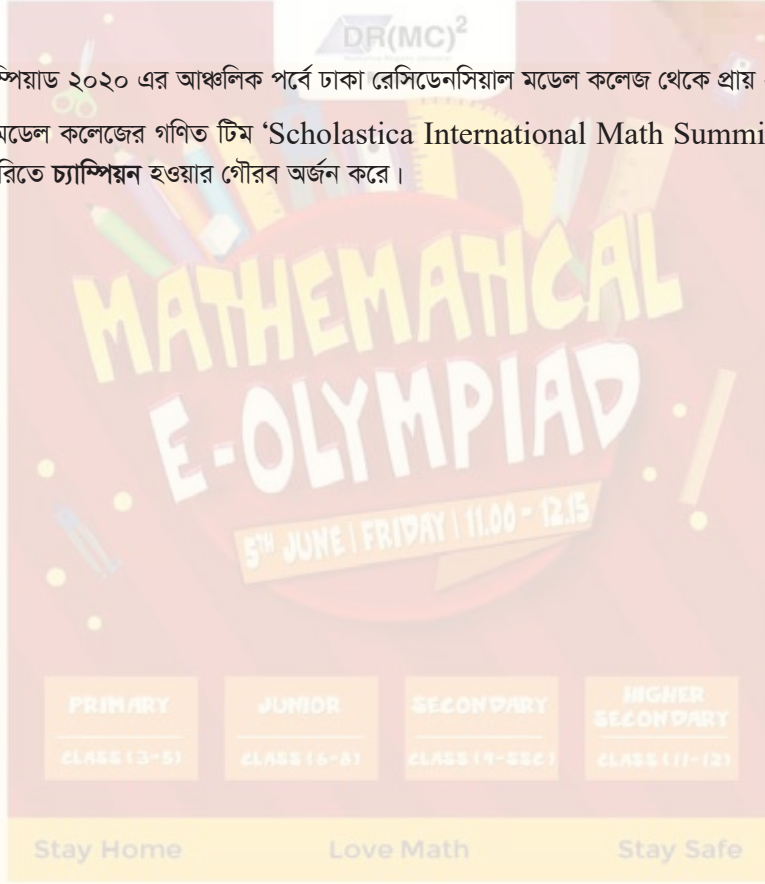 DR(MC)²
ম্পিয়াড ২০২০ এর আঞ্চলিক পর্বে ঢাকা রেসিডেনসিয়াল মডেল কলেজ থেকে প্রায়
মডেল কলেজের গণিত টিম ‘Scholastica International Math Summi
রিতে চ্যাম্পিয়ন হওয়ার গৌরব অর্জন করে।
MATHEMATICAL
E-OLYMPIAD
5TH JUNE | FRIDAY | 11.00 - 12.15
PRIMARY
CLASS (3-5)
JUNIOR
CLASS (6-8)
SECONDARY
CLASS (9-SSC)
HIGHER
SECONDARY
CLASS (11-12)
Stay Home Love Math Stay Safe